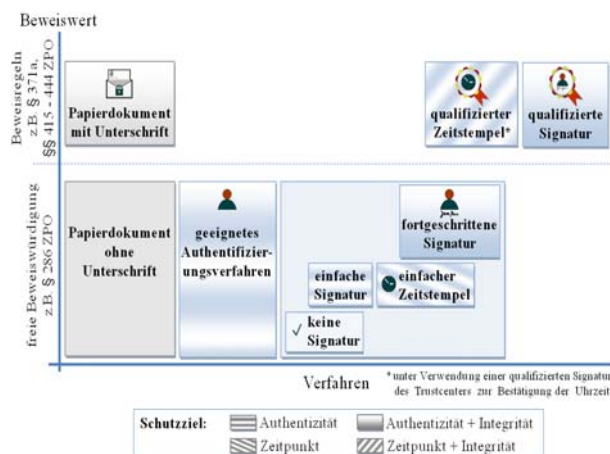 Beweiswert
Beweisregeln
z.B. § 371a,
§§ 415 - 444 ZPO
Papierdokument
mit Unterschrift
qualifizierter
Zeitstempel*
qualifizierte
Signatur
freie Beweiswürdigung
z.B. § 286 ZPO
Papierdokument
ohne
Unterschrift
geeignetes
Authentifizier-
ungsverfahren
fortgeschrittene
Signatur
einfache
Signatur
einfacher
Zeitstempel
keine
Signatur
Verfahren
* unter Verwendung einer qualifizierten Signatur
des Trustcenters zur Bestätigung der Uhrzeit
Schutzziel:
Authentizität
Authentizität + Integrität
Zeitpunkt
Zeitpunkt + Integrität